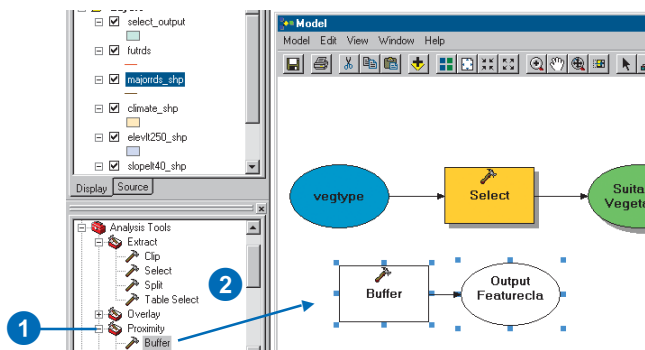 Layers
select_output
futrds
majorrds_shp
climate_shp
elevlt250_shp
slopelt40_shp
Display Source
Analysis Tools
Extract
Clip
Select
Split
Table Select
Overlay
Proximity
Buffer
1
2
Model
Model Edit View Window Help
vegtype
Select
Suita
Vegeta
Buffer
Output
Featurecla